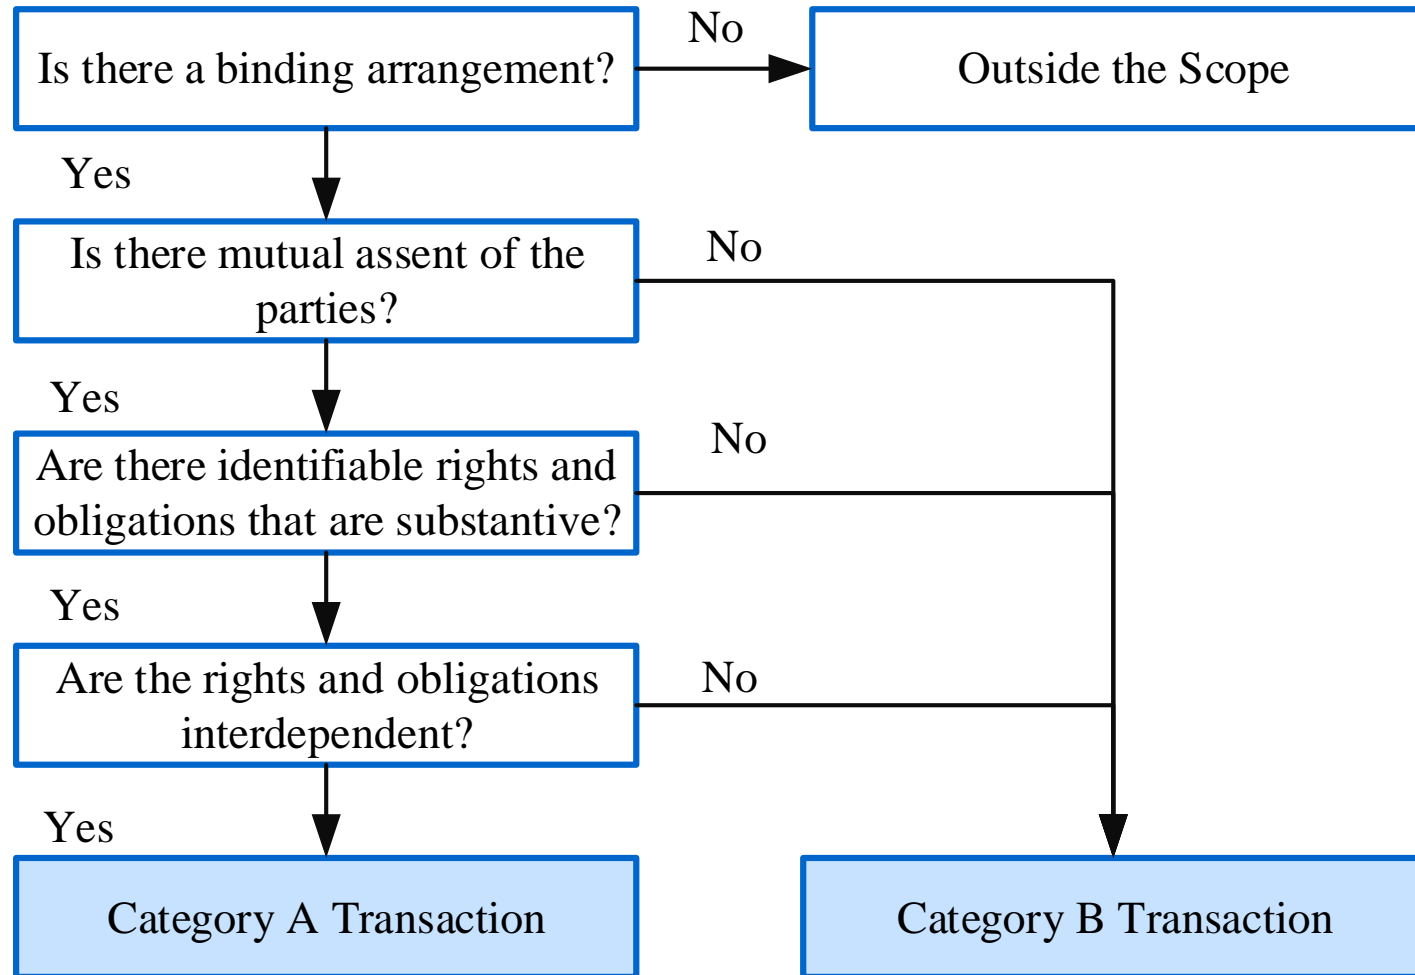 Is there a binding arrangement?
No
Outside the Scope
Yes
Is there mutual assent of the
parties?
No
Yes
Are there identifiable rights and
obligations that are substantive?
No
Yes
Are the rights and obligations
interdependent?
No
Yes
Category A Transaction
Category B Transaction